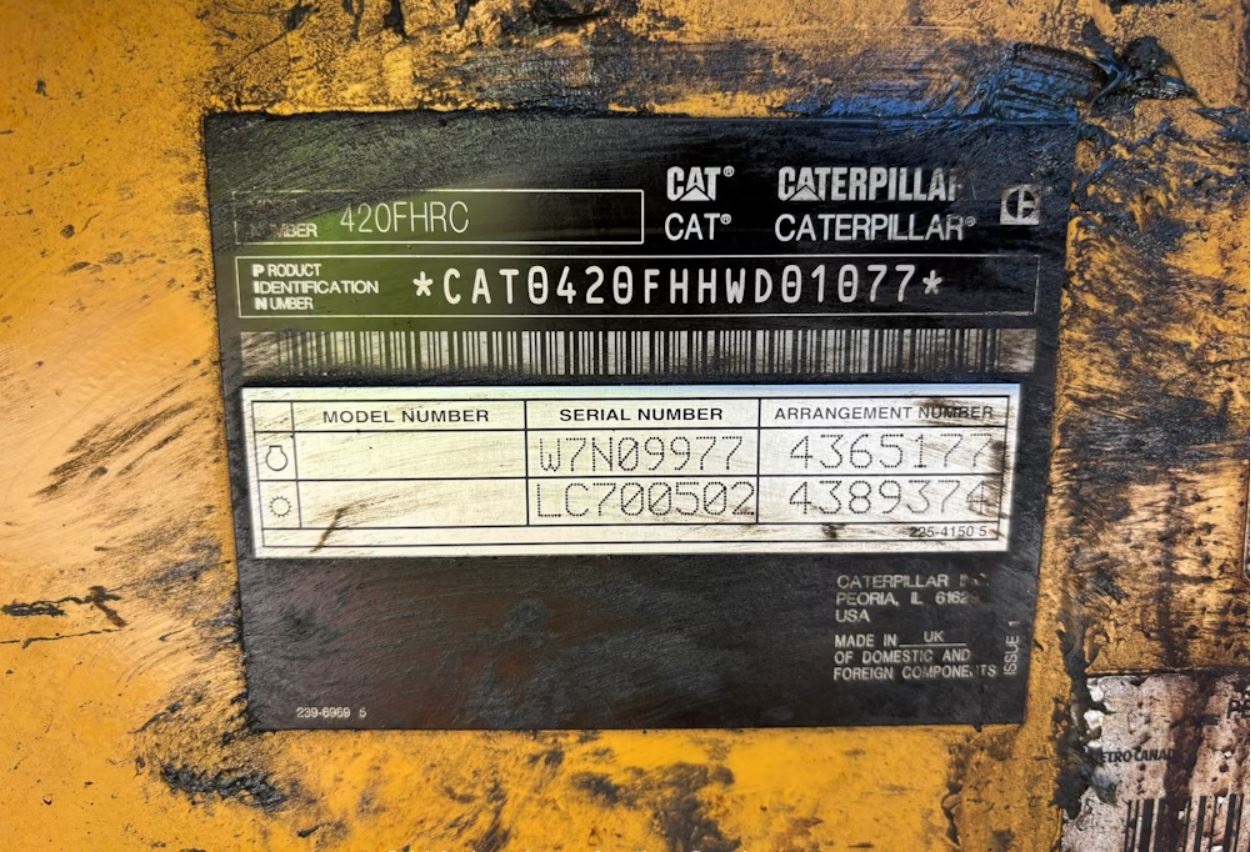 CAT® CATERPILLAR
NUMBER 420FHRC
CAT® CATERPILLAR®
PRODUCT
IDENTIFICATION
NUMBER
*CAT0420FHHWD01077*
MODEL NUMBER SERIAL NUMBER ARRANGEMENT NUMBER
W7N09977 4365177
LC700502 4389374
225-4150 5
CATERPILLAR INC.
PEORIA, IL 61629
USA
MADE IN UK
OF DOMESTIC AND
FOREIGN COMPONENTS
ISSUE 1
239-6969 5